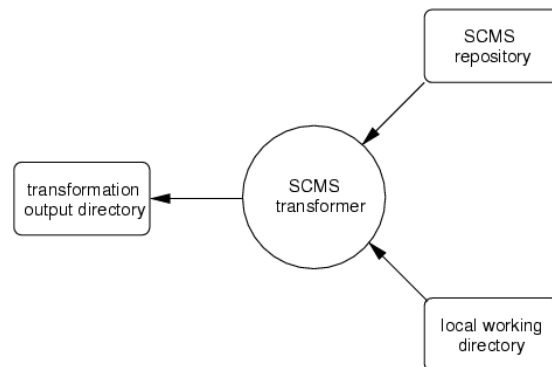 SCMS
repository
SCMS
transformer
transformation
output directory
local working
directory